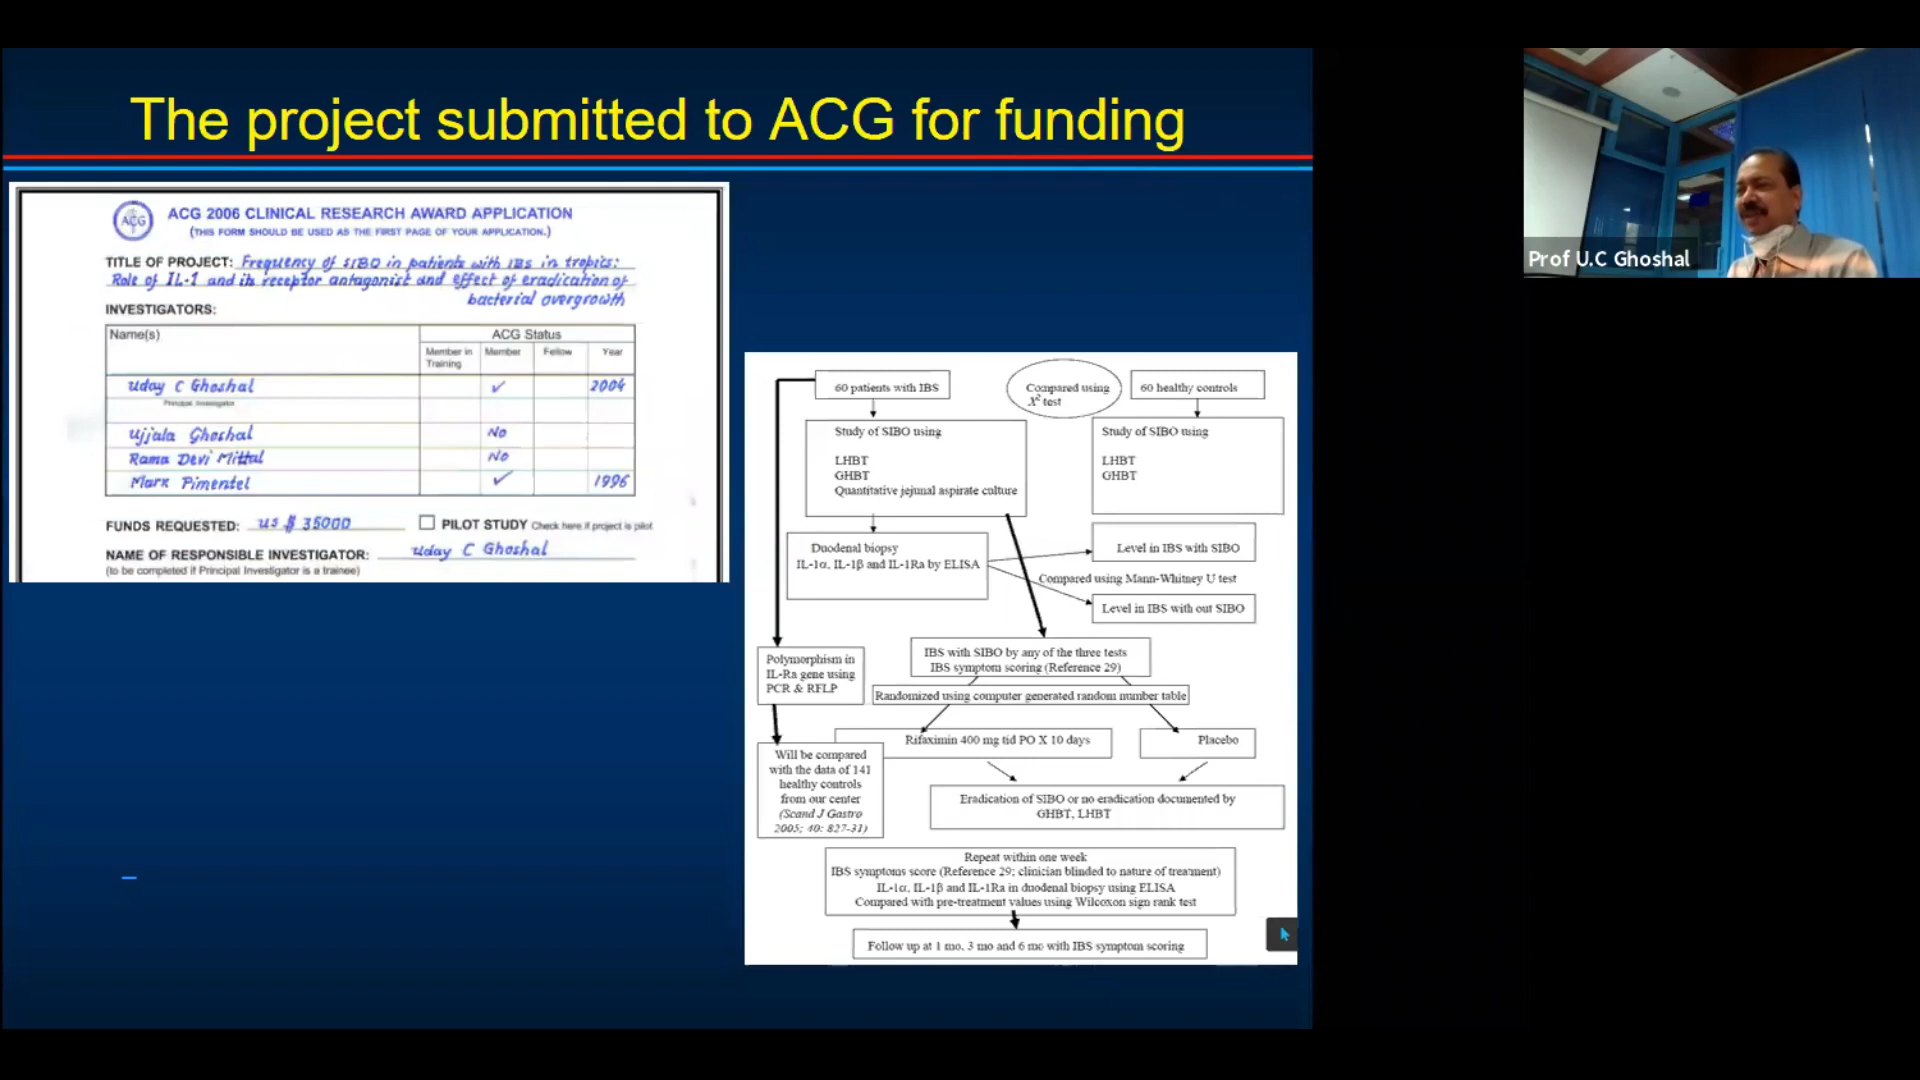 The project submitted to ACG for funding
ACG
ACG 2006 CLINICAL RESEARCH AWARD APPLICATION
(THIS FORM SHOULD BE USED AS THE FIRST PAGE OF YOUR APPLICATION.)
TITLE OF PROJECT: Frequency of SIBO in patients with IBS in tropics:
Role of IL-1 and its receptor antagonist and effect of eradication of
bacterial overgrowth
INVESTIGATORS:
Name(s) ACG Status
Member in Training Member Fellow Year
Uday C Ghoshal ✓ 2004
Principal Investigator
Ujjala Ghoshal No
Rama Devi Mittal No
Mark Pimentel ✓ 1996
FUNDS REQUESTED: US $ 35000 PILOT STUDY Check here if project is pilot
NAME OF RESPONSIBLE INVESTIGATOR: Uday C Ghoshal
(to be completed if Principal Investigator is a trainee)
60 patients with IBS
Compared using
X² test
60 healthy controls
Study of SIBO using
LHBT
GHBT
Quantitative jejunal aspirate culture
Study of SIBO using
LHBT
GHBT
Duodenal biopsy
IL-1α, IL-1β and IL-1Ra by ELISA
Level in IBS with SIBO
Compared using Mann-Whitney U test
Level in IBS with out SIBO
Polymorphism in
IL-Ra gene using
PCR & RFLP
IBS with SIBO by any of the three tests
IBS symptom scoring (Reference 29)
Randomized using computer generated random number table
Rifaximin 400 mg tid PO X 10 days
Placebo
Will be compared
with the data of 141
healthy controls
from our center
(Scand J Gastro
2005; 40: 827-31)
Eradication of SIBO or no eradication documented by
GHBT, LHBT
Repeat within one week
IBS symptoms score (Reference 29; clinician blinded to nature of treatment)
IL-1α, IL-1β and IL-1Ra in duodenal biopsy using ELISA
Compared with pre-treatment values using Wilcoxon sign rank test
Follow up at 1 mo, 3 mo and 6 mo with IBS symptom scoring
Prof U.C Ghoshal